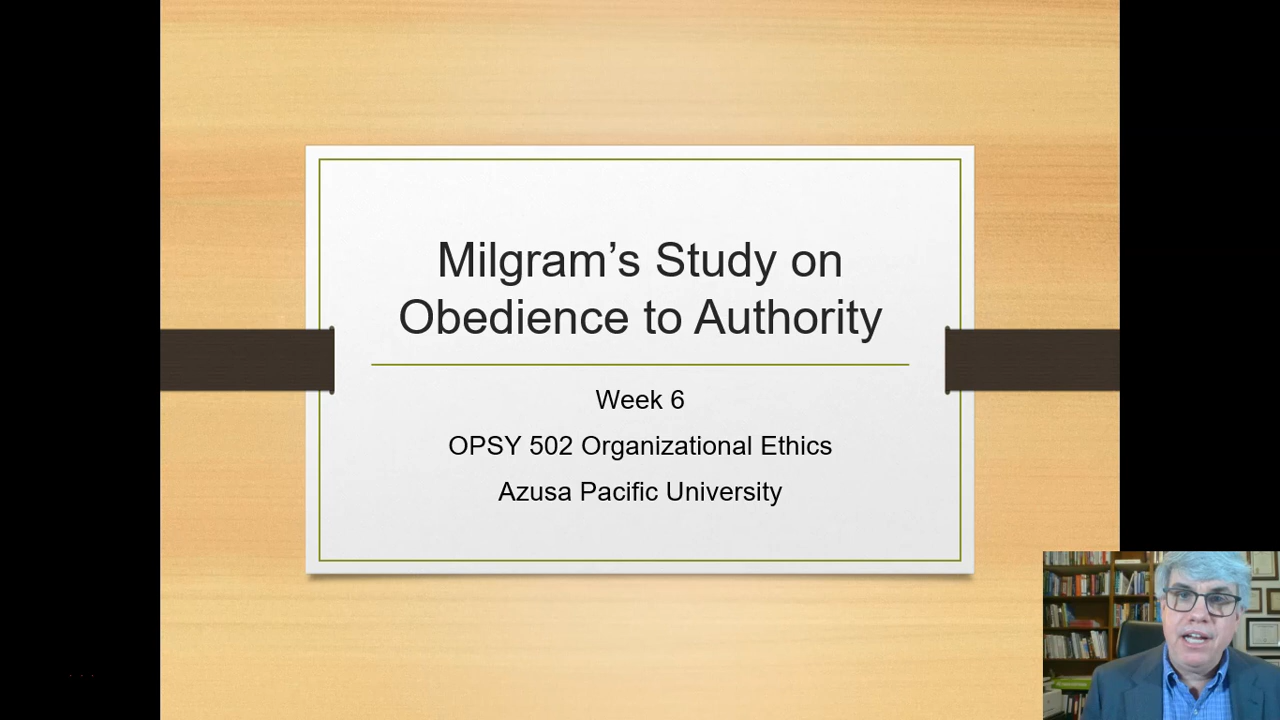 Milgram’s Study on
Obedience to Authority
Week 6
OPSY 502 Organizational Ethics
Azusa Pacific University